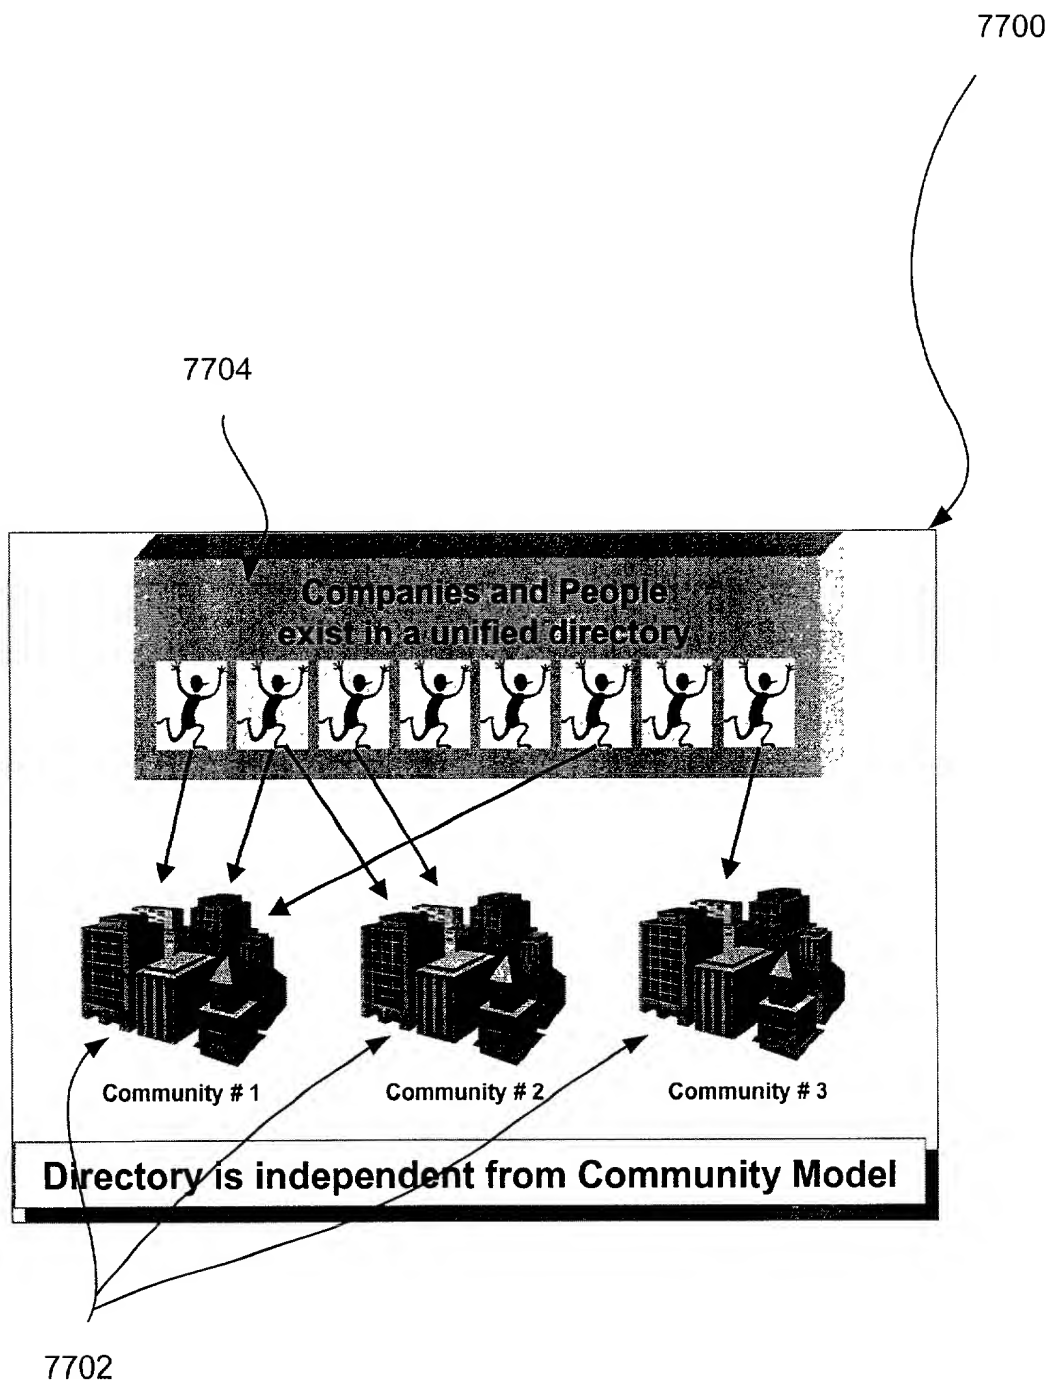 7700
7704
Companies and People
exist in a unified directory.
Community # 1
Community # 2
Community # 3
Directory is independent from Community Model
7702